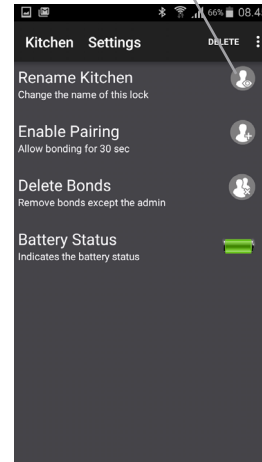 66% 08.4
Kitchen Settings DELETE
Rename Kitchen
Change the name of this lock
Enable Pairing
Allow bonding for 30 sec
Delete Bonds
Remove bonds except the admin
Battery Status
Indicates the battery status